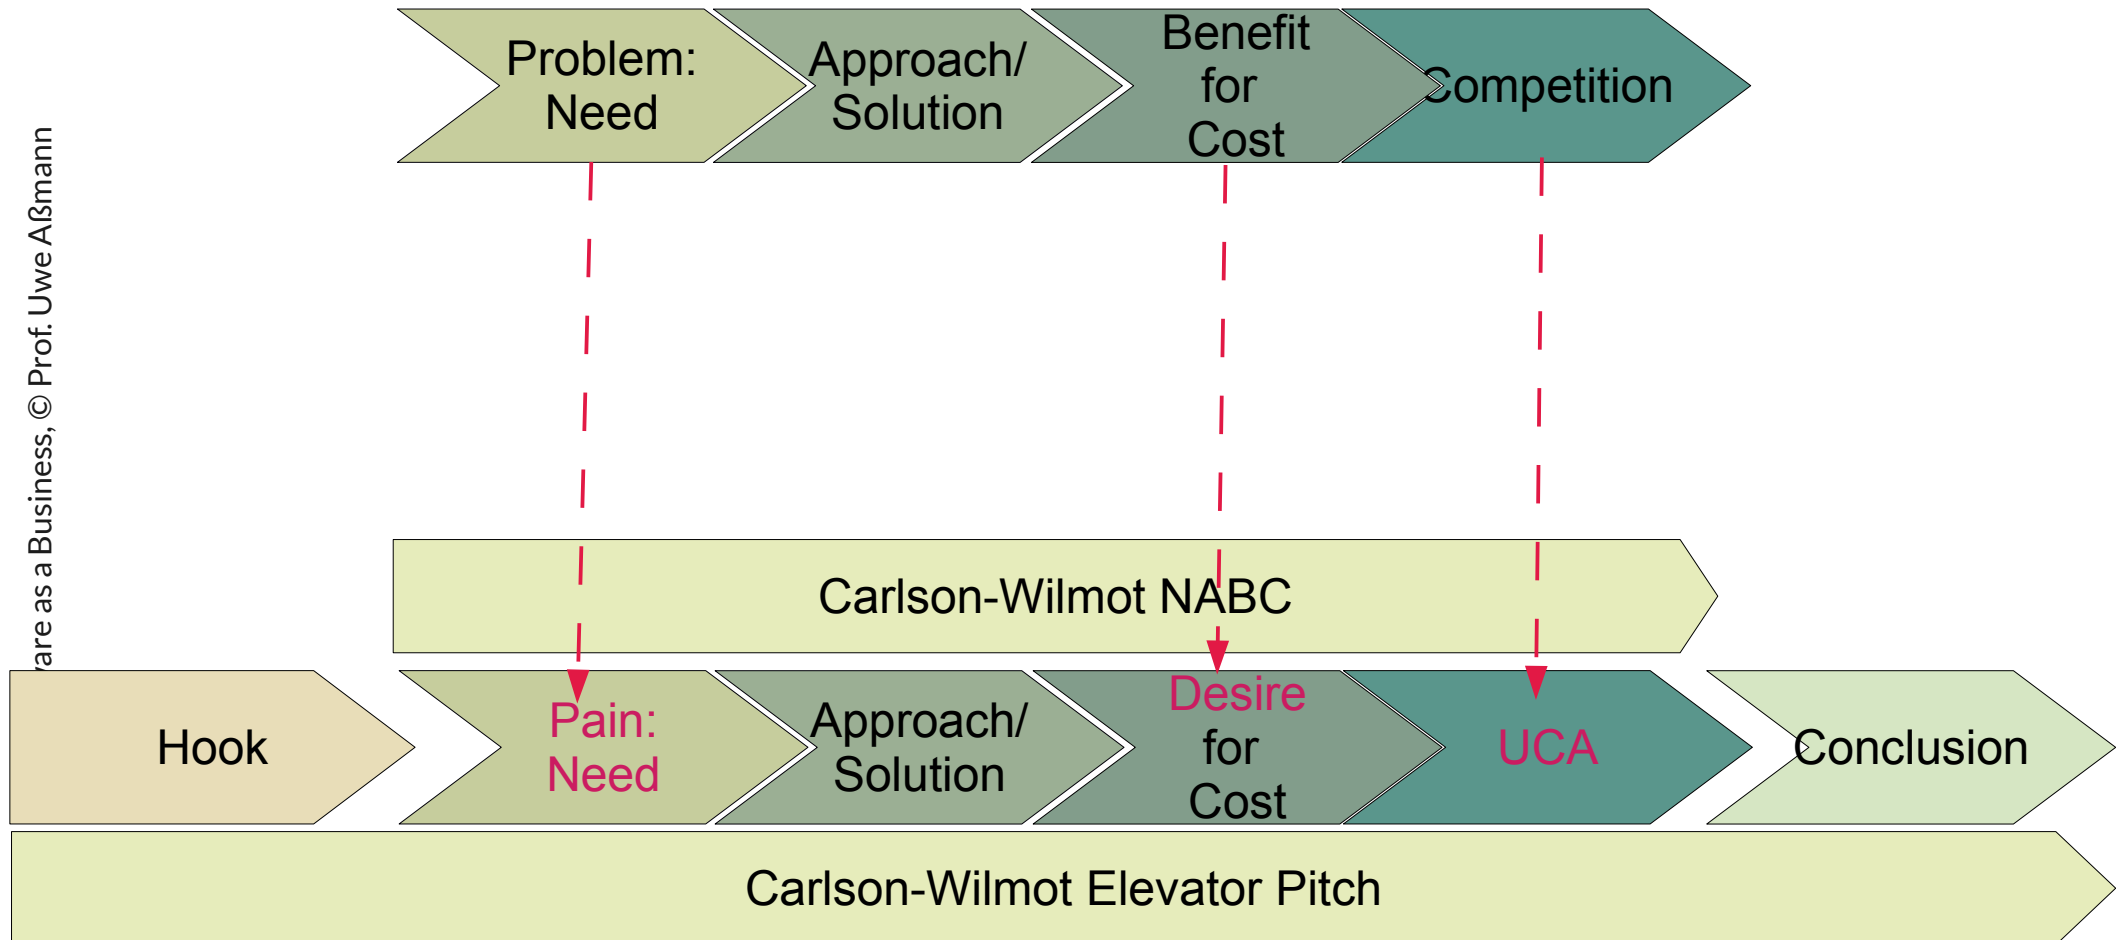 Problem:
Need
Approach/
Solution
Benefit
for
Cost
Competition
are as a Business, © Prof. Uwe Aßmann
Carlson-Wilmot NABC
Hook
Pain:
Need
Approach/
Solution
Desire
for
Cost
UCA
Conclusion
Carlson-Wilmot Elevator Pitch